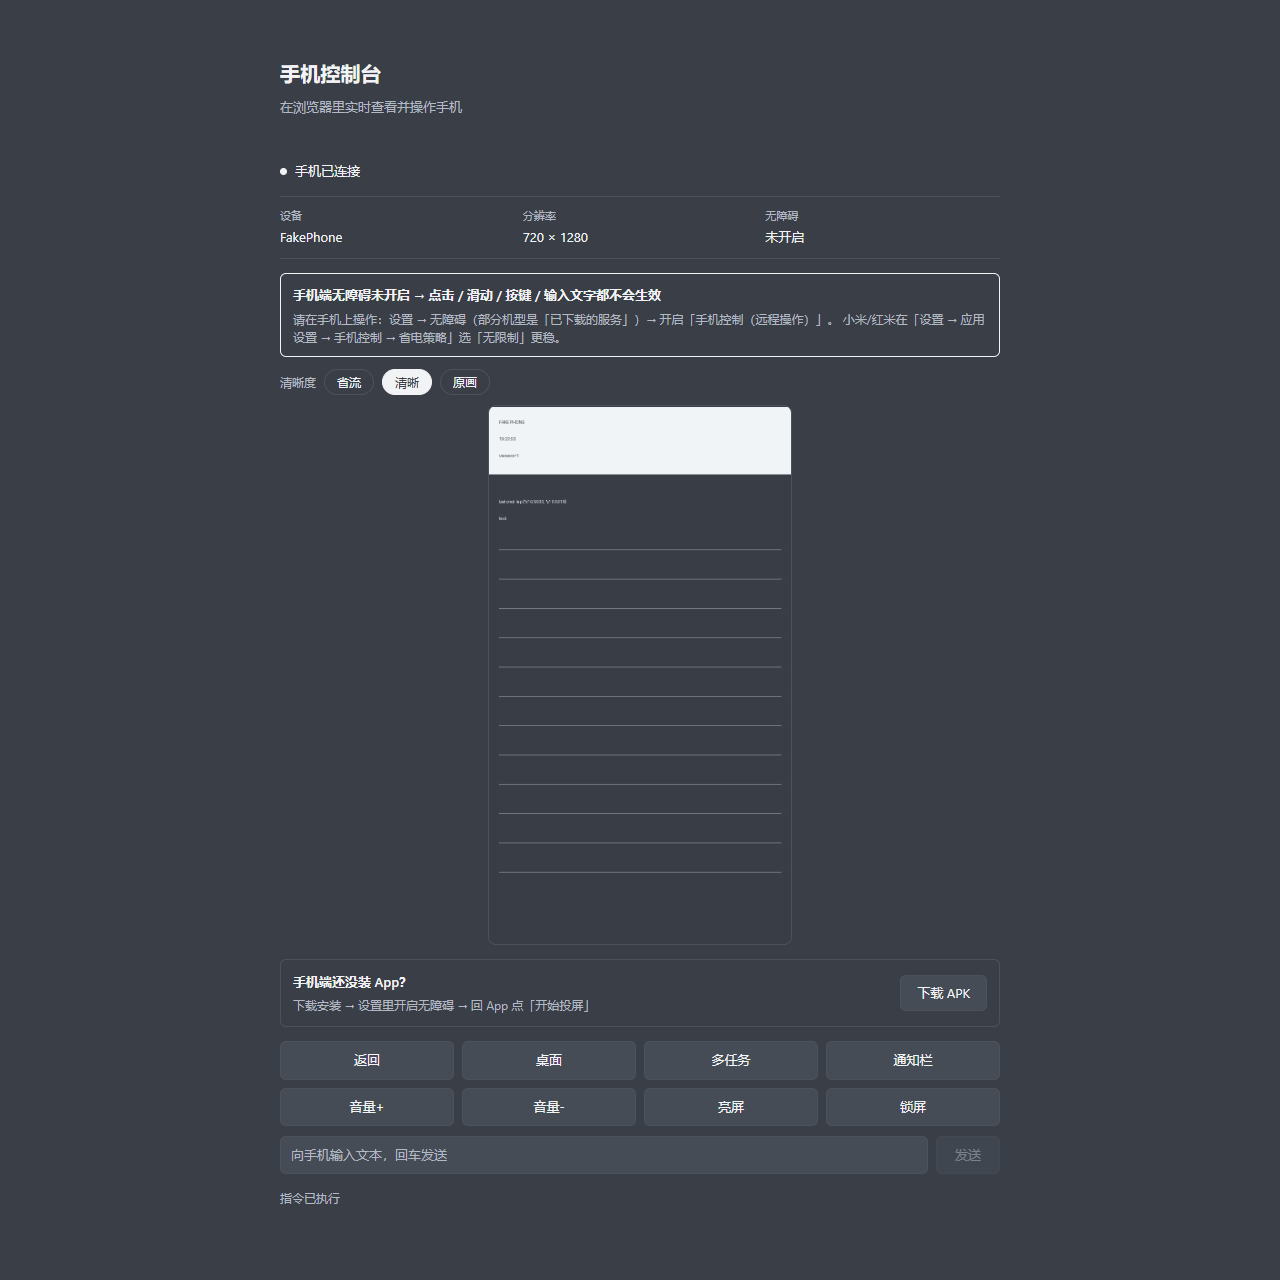 手机控制台
在浏览器里实时查看并操作手机
手机已连接
设备
分辨率
无障碍
FakePhone
720 × 1280
未开启
手机端无障碍未开启 → 点击 / 滑动 / 按键 / 输入文字都不会生效
请在手机上操作：设置 → 无障碍（部分机型是「已下载的服务」）→ 开启「手机控制（远程操作）」。 小米/红米在「设置 → 应用
设置 → 手机控制 → 省电策略」选「无限制」更稳。
清晰度 省流 清晰 原画
FAKE PHONE
手机端还没装 App?
下载安装 → 设置里开启无障碍 → 回 App 点「开始投屏」
下载 APK
返回 桌面 多任务 通知栏
音量+ 音量- 亮屏 锁屏
向手机输入文本，回车发送
发送
指令已执行